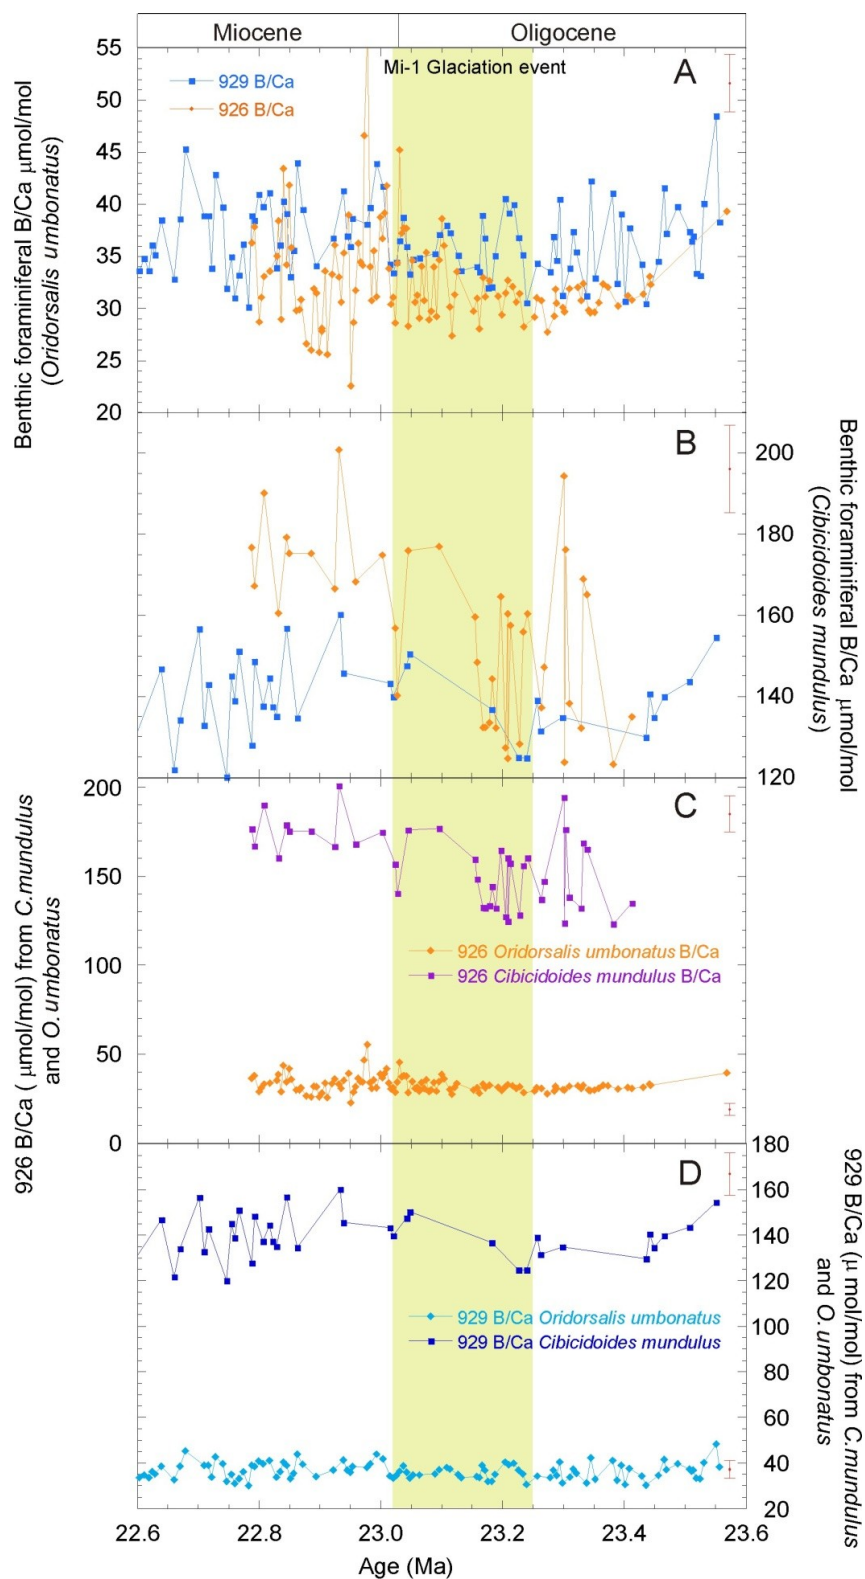 Miocene Oligocene
Mi-1 Glaciation event
A
929 B/Ca
926 B/Ca
55
50
45
40
35
30
25
20
Benthic foraminiferal B/Ca μmol/mol
(Oridorsalis umbonatus)
B
200
180
160
140
120
Benthic foraminiferal B/Ca μmol/mol
(Cibicidoides mundulus)
C
200
150
100
50
0
926 B/Ca ( μmol/mol) from C.mundulus
and O.umbonatus
926 Oridorsalis umbonatus B/Ca
926 Cibicidoides mundulus B/Ca
D
180
160
140
120
100
80
60
40
20
929 B/Ca (μ mol/mol) from C.mundulus
and O.umbonatus
929 B/Ca Oridorsalis umbonatus
929 B/Ca Cibicidoides mundulus
22.6 22.8 23.0 23.2 23.4 23.6
Age (Ma)